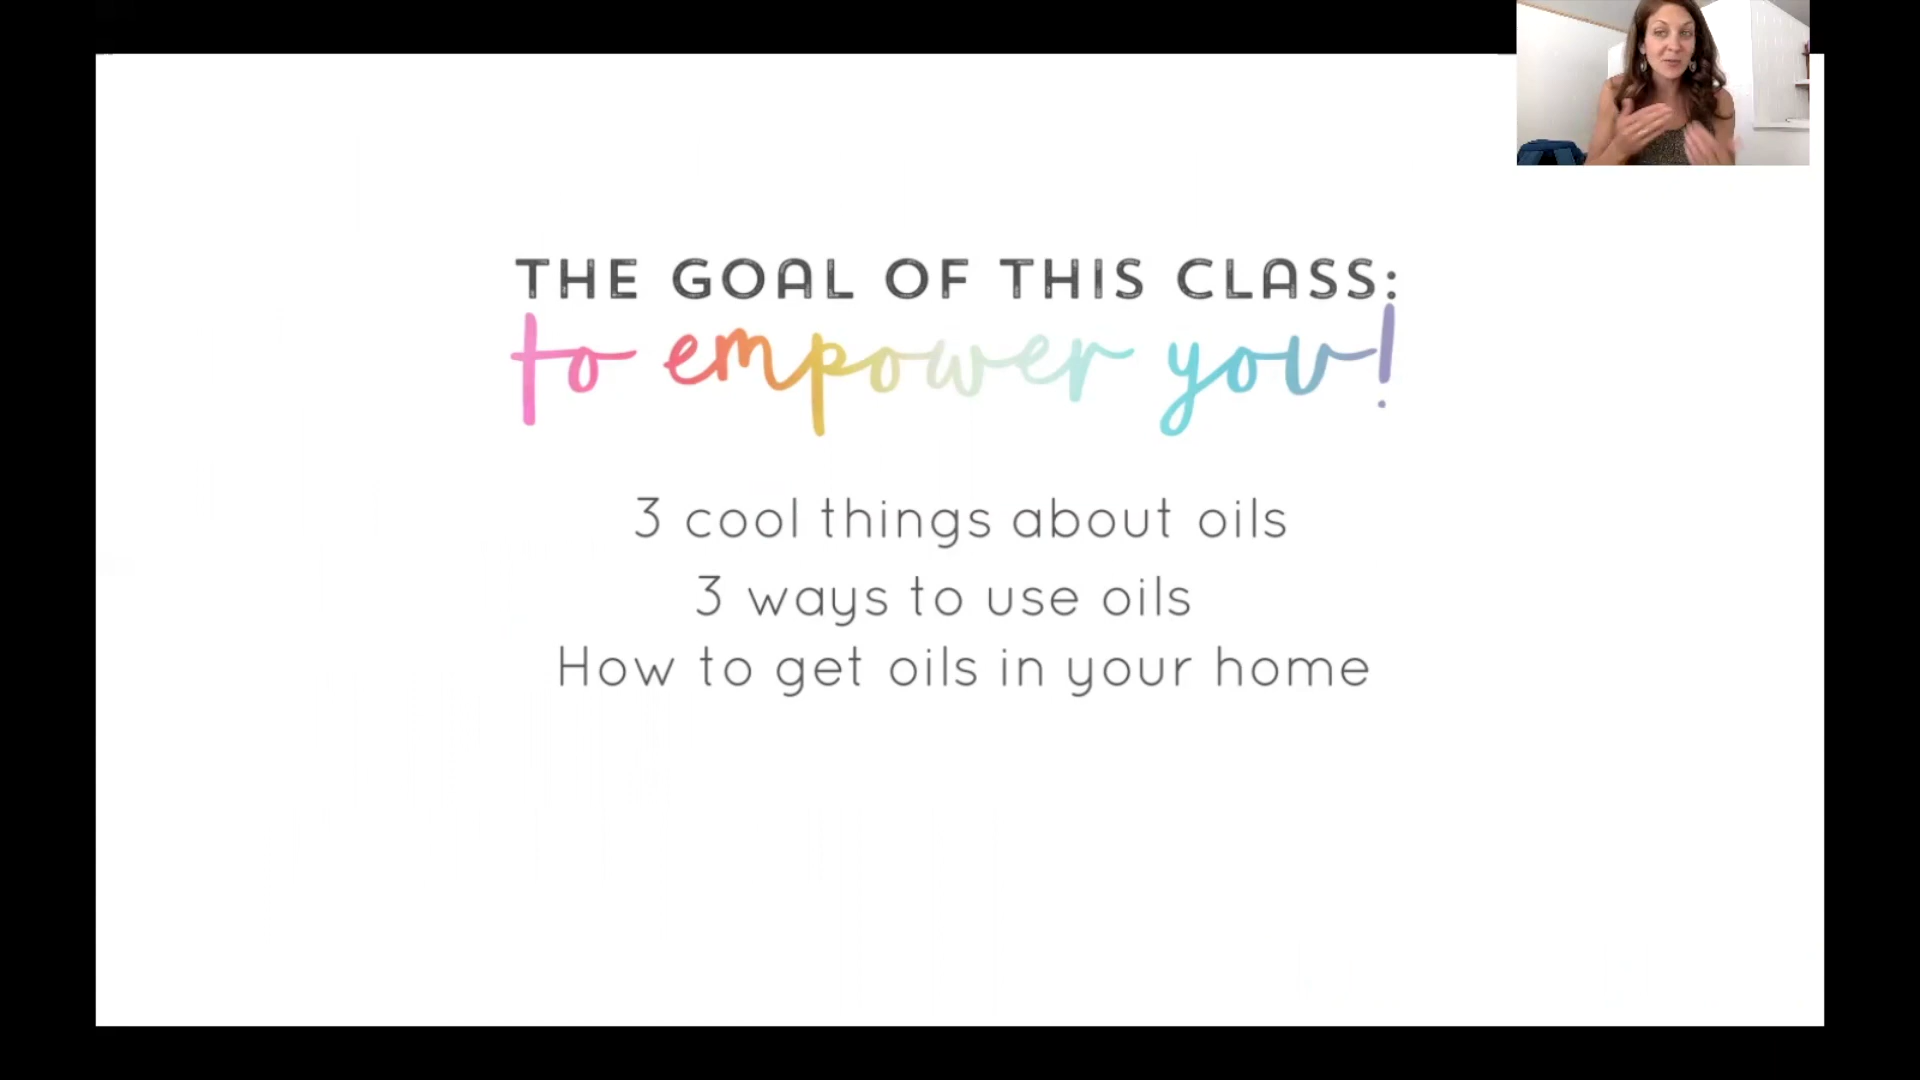 THE GOAL OF THIS CLASS:
to empower you!
3 cool things about oils
3 ways to use oils
How to get oils in your home